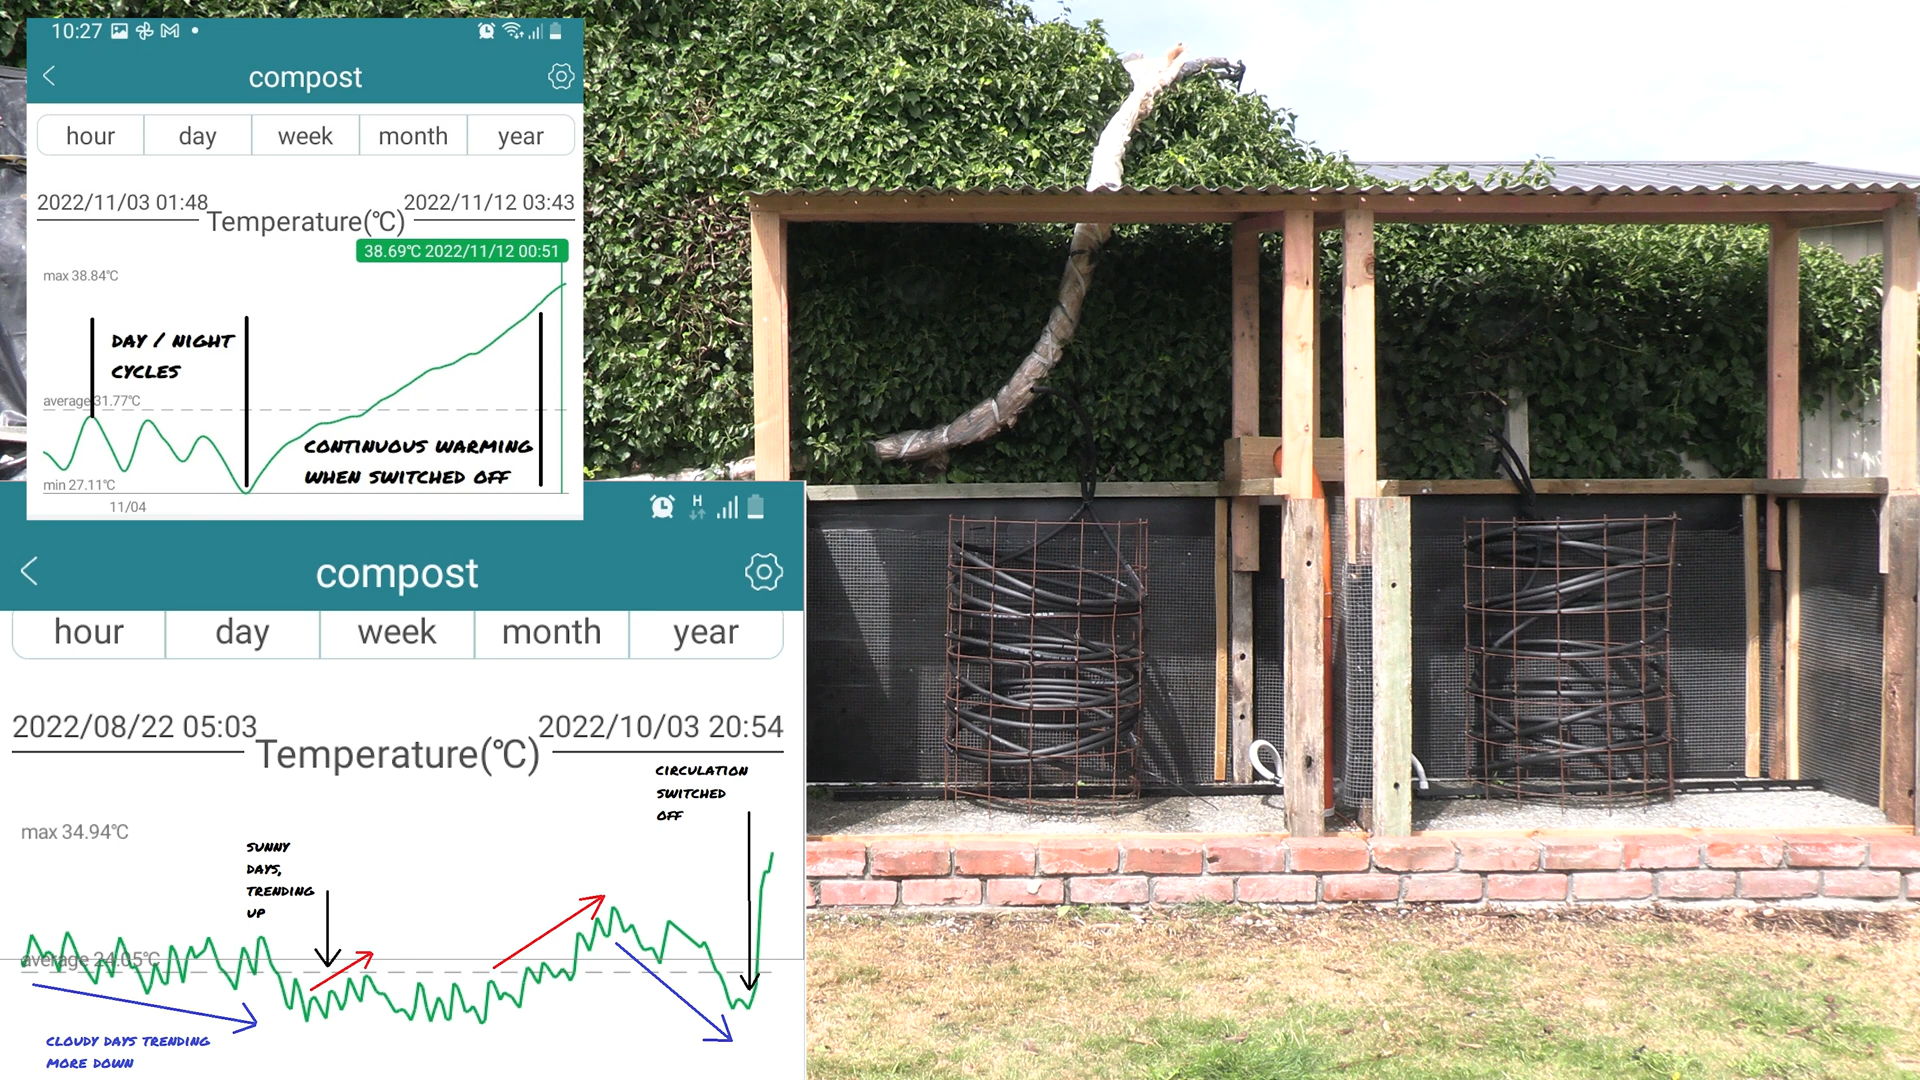 10:27
compost
hour day week month year
2022/11/03 01:48 2022/11/12 03:43
Temperature(℃)
38.69℃ 2022/11/12 00:51
max 38.84℃
DAY / NIGHT
CYCLES
average 31.77℃
CONTINUOUS WARMING
WHEN SWITCHED OFF
min 27.11℃
11/04
H
compost
hour day week month year
2022/08/22 05:03 2022/10/03 20:54
Temperature(℃)
CIRCULATION
SWITCHED
OFF
max 34.94℃
SUNNY
DAYS,
TRENDING
UP
average 24.05℃
CLOUDY DAYS TRENDING
MORE DOWN